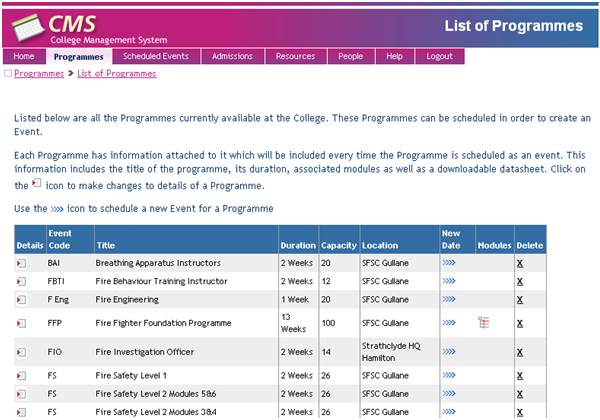 CMS
College Management System
List of Programmes
Home Programmes Scheduled Events Admissions Resources People Help Logout
Programmes > List of Programmes
Listed below are all the Programmes currently available at the College. These Programmes can be scheduled in order to create an
Event.
Each Programme has information attached to it which will be included every time the Programme is scheduled as an event. This
information includes the title of the programme, its duration, associated modules as well as a downloadable datasheet. Click on
the icon to make changes to details of a Programme.
Use the »» icon to schedule a new Event for a Programme
Details Event Code Title Duration Capacity Location New Date Modules Delete
BAI Breathing Apparatus Instructors 2 Weeks 20 SFSC Gullane »» X
FBTI Fire Behaviour Training Instructor 2 Weeks 12 SFSC Gullane »» X
F Eng Fire Engineering 1 Week 20 SFSC Gullane »» X
FFP Fire Fighter Foundation Programme 13 Weeks 100 SFSC Gullane »» X
FIO Fire Investigation Officer 2 Weeks 14 Strathclyde HQ Hamilton »» X
FS Fire Safety Level 1 2 Weeks 26 SFSC Gullane »» X
FS Fire Safety Level 2 Modules 5&6 2 Weeks 26 SFSC Gullane »» X
FS Fire Safety Level 2 Modules 3&4 2 Weeks 26 SFSC Gullane »» X